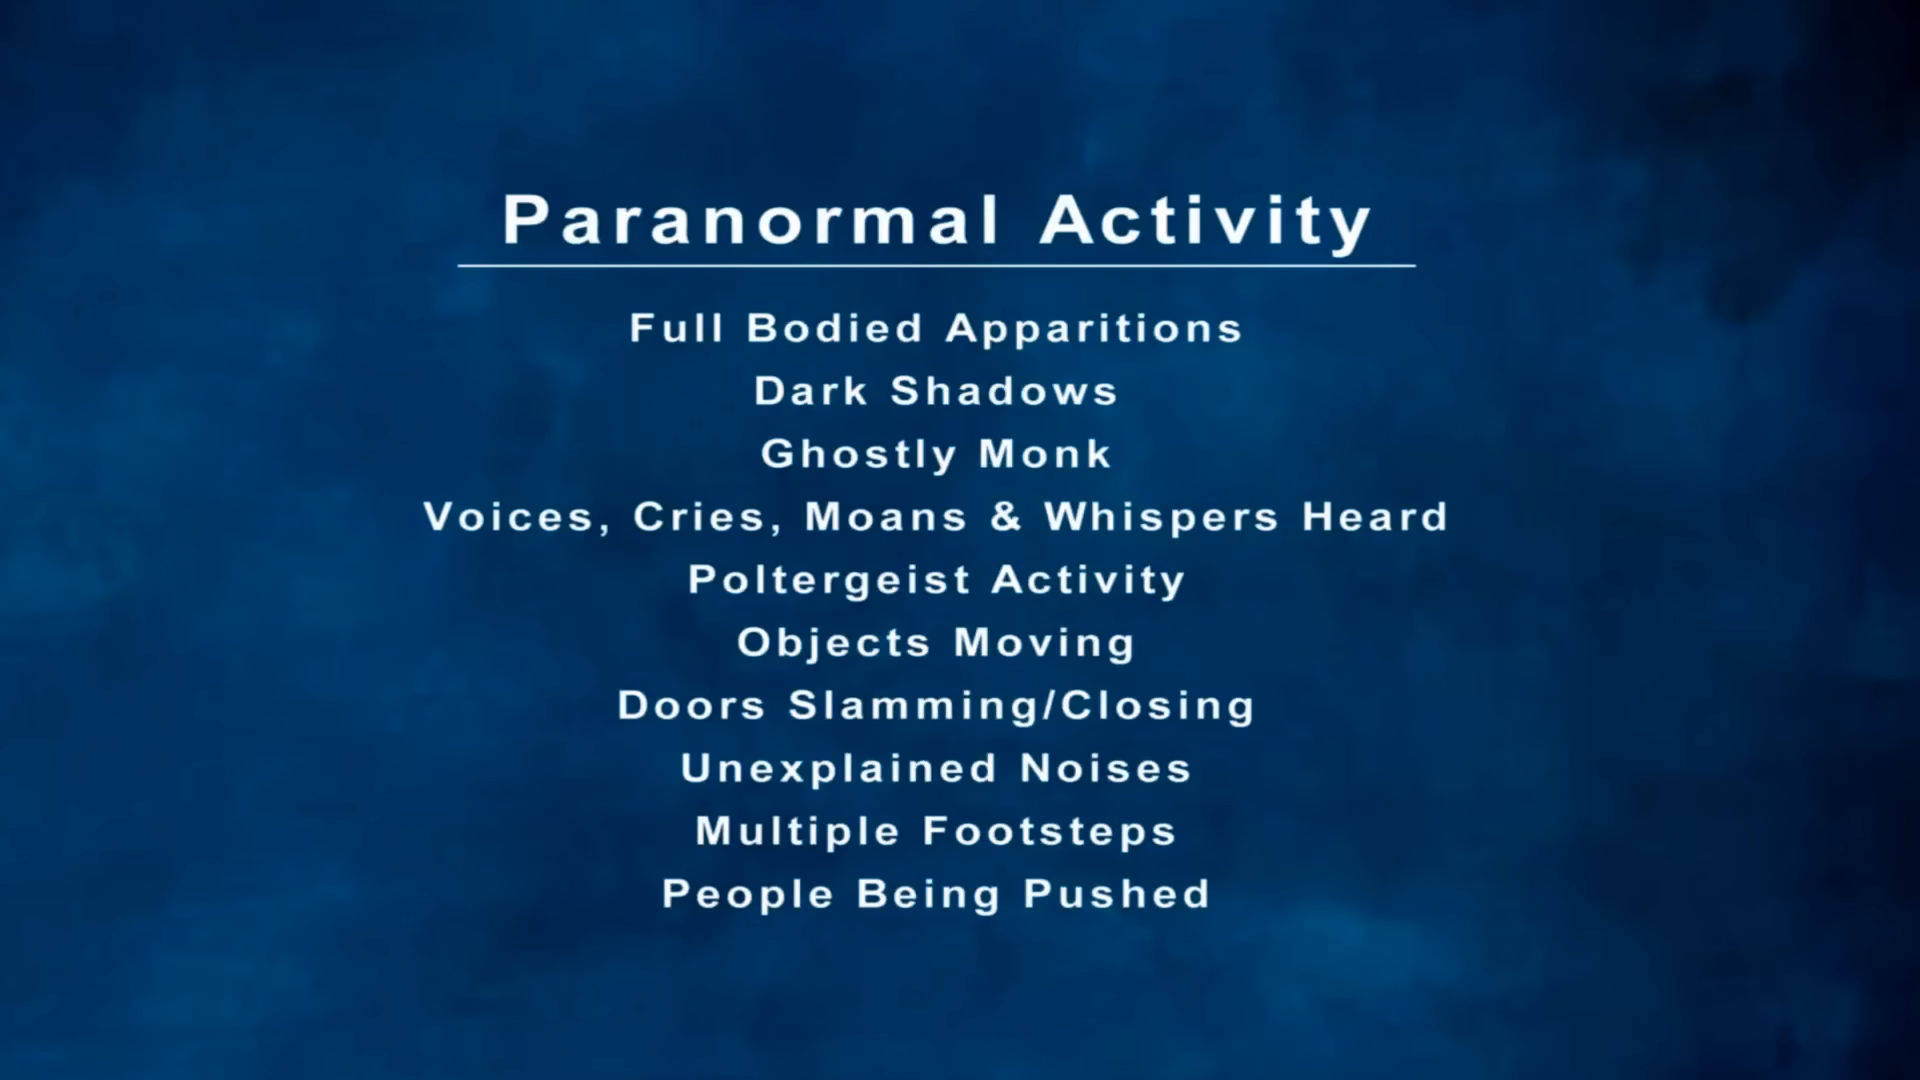 Paranormal Activity
Full Bodied Apparitions
Dark Shadows
Ghostly Monk
Voices, Cries, Moans & Whispers Heard
Poltergeist Activity
Objects Moving
Doors Slamming/Closing
Unexplained Noises
Multiple Footsteps
People Being Pushed